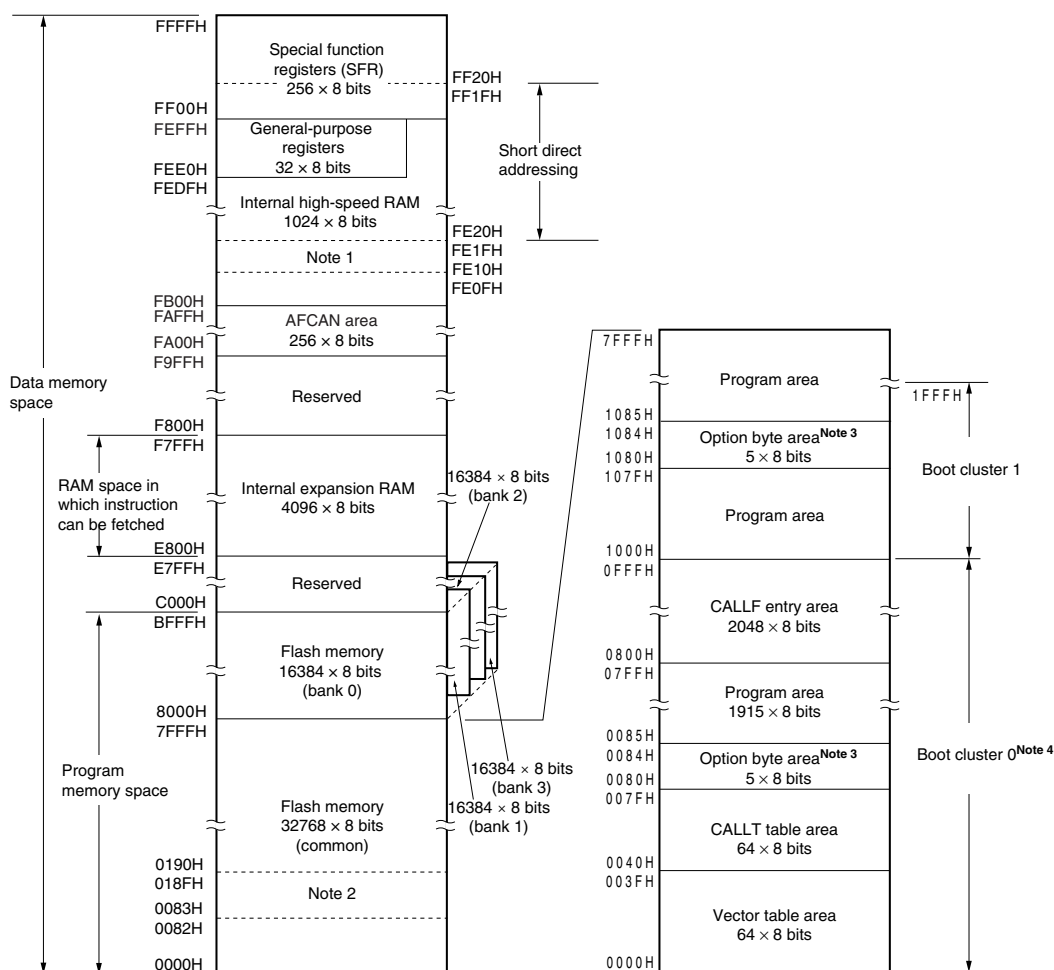 FFFFH
Special function
registers (SFR)
256 × 8 bits
FF20H
FF1FH
FF00H
FEFFH
General-purpose
registers
32 × 8 bits
Short direct
addressing
FEE0H
FEDFH
Internal high-speed RAM
1024 × 8 bits
FE20H
FE1FH
Note 1
FE10H
FE0FH
FB00H
FAFFH
AFCAN area
256 × 8 bits
FA00H
F9FFH
Data memory
space
Reserved
F800H
F7FFH
RAM space in
which instruction
can be fetched
Internal expansion RAM
4096 × 8 bits
16384 × 8 bits
(bank 2)
E800H
E7FFH
Reserved
C000H
BFFFH
Flash memory
16384 × 8 bits
(bank 0)
8000H
7FFFH
Program
memory space
16384 × 8 bits
(bank 3)
16384 × 8 bits
(bank 1)
Flash memory
32768 × 8 bits
(common)
0190H
018FH
Note 2
0083H
0082H
0000H
7FFFH
Program area
1FFFH
1085H
1084H
Option byte area Note 3
5 × 8 bits
1080H
107FH
Boot cluster 1
Program area
1000H
0FFFH
CALLF entry area
2048 × 8 bits
0800H
07FFH
Program area
1915 × 8 bits
0085H
0084H
Option byte area Note 3
5 × 8 bits
Boot cluster 0 Note 4
0080H
007FH
CALLT table area
64 × 8 bits
0040H
003FH
Vector table area
64 × 8 bits
0000H